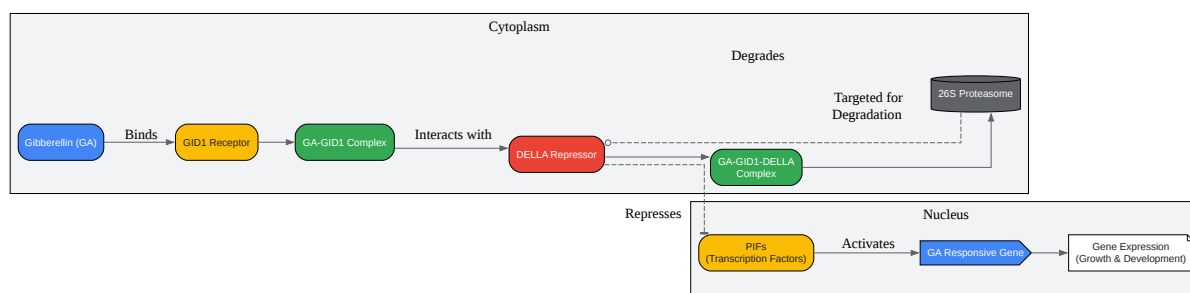 Cytoplasm
Degrades
Targeted for
Degradation
26S Proteasome
Gibberellin (GA)
Binds
GID1 Receptor
GA-GID1 Complex
Interacts with
DELLA Repressor
GA-GID1-DELLA
Complex
Represses
Nucleus
PIFs
(Transcription Factors)
Activates
GA Responsive Gene
Gene Expression
(Growth & Development)